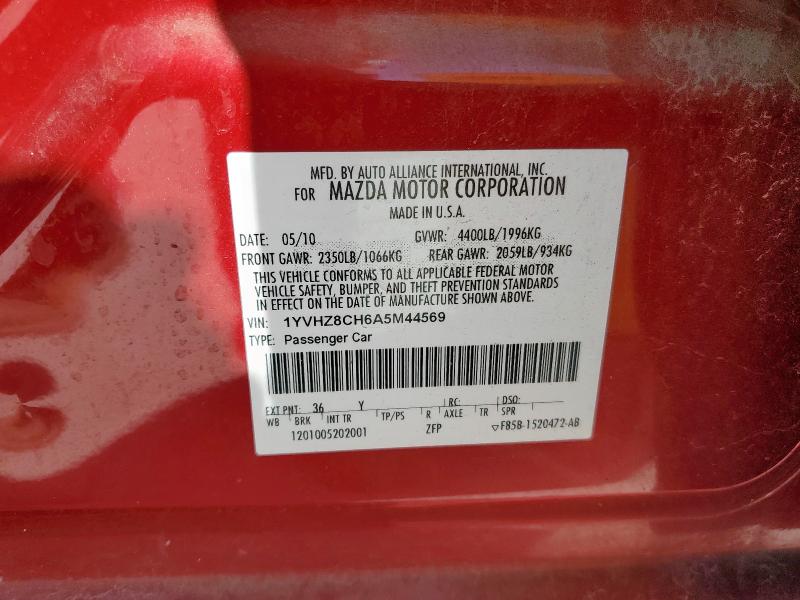 MFD. BY AUTO ALLIANCE INTERNATIONAL, INC.
FOR MAZDA MOTOR CORPORATION
MADE IN U.S.A.
DATE: 05/10 GVWR: 4400LB/1996KG
FRONT GAWR: 2350LB/1066KG REAR GAWR: 2059LB/934KG
THIS VEHICLE CONFORMS TO ALL APPLICABLE FEDERAL MOTOR
VEHICLE SAFETY, BUMPER, AND THEFT PREVENTION STANDARDS
IN EFFECT ON THE DATE OF MANUFACTURE SHOWN ABOVE.
VIN: 1YVHZ8CH6A5M44569
TYPE: Passenger Car
EXT PNT: 36 Y RC: DSO:
WB BRK INT TR TP/PS R AXLE TR SPR
1201005202001 ZFP ▽F85B-1520472-AB